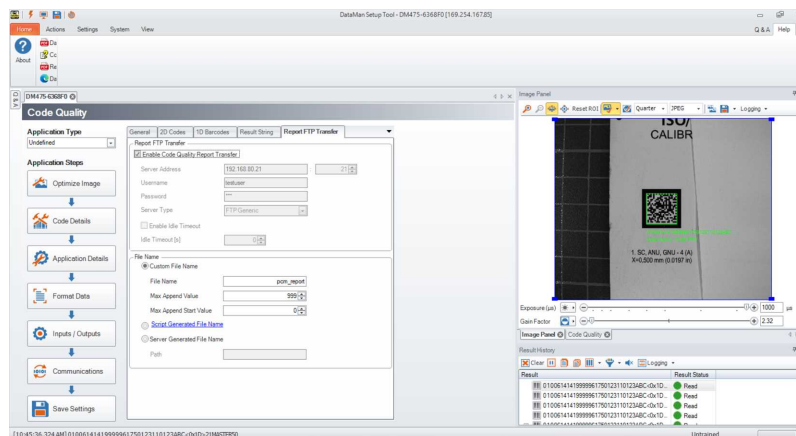 DataMan Setup Tool - DM475-6368F0 [169.254.167.85]
Home Actions Settings System View
Q & A Help
About
De
Cc
Re
Da
Q & A
DM475-6368F0
Code Quality
Application Type
Undefined
Application Steps
Optimize Image
Code Details
Application Details
Format Data
Inputs / Outputs
Communications
Save Settings
General 2D Codes 1D Barcodes Result String Report FTP Transfer
Report FTP Transfer
Enable Code Quality Report Transfer
Server Address 192.168.80.21 : 21
Username testuser
Password ***
Server Type FTP Generic
Enable Idle Timeout
Idle Timeout [s] 0
File Name
Custom File Name
File Name pcm_report
Max Append Value 999
Max Append Start Value 0
Script Generated File Name
Server Generated File Name
Path
Image Panel
Reset ROI Quarter JPEG Logging
ISO/
CALIBR
1. SC, ANU, GNU - 4 (A)
X=0.500 mm (0.0197 in)
Exposure (µs) 1000 µs
Gain Factor 2.32
Image Panel Code Quality
Result History
Clear Logging
Result Result Status
Read
Read
Read
Read
Untrained